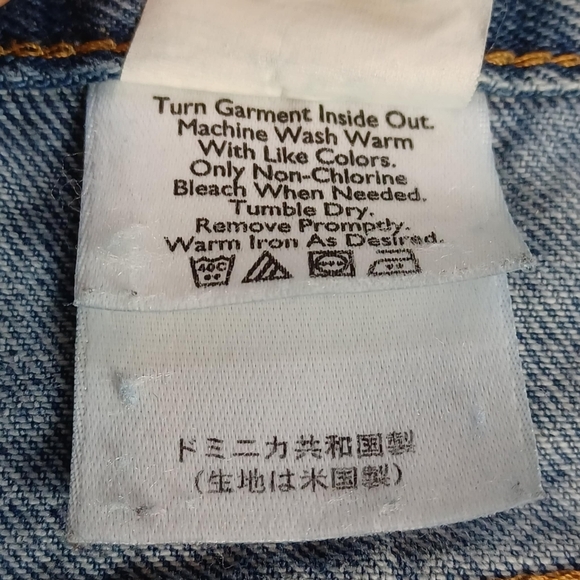 Turn Garment Inside Out.
Machine Wash Warm
With Like Colors.
Only Non-Chlorine
Bleach When Needed.
Tumble Dry.
Remove Promptly.
Warm Iron As Desired.
40C
ドミニカ共和国製
(生地は米国製)